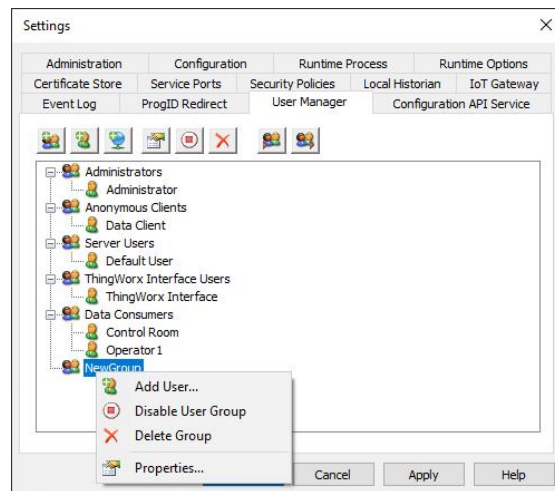 Settings
Administration Configuration Runtime Process Runtime Options
Certificate Store Service Ports Security Policies Local Historian IoT Gateway
Event Log ProgID Redirect User Manager Configuration API Service
Administrators
Administrator
Anonymous Clients
Data Client
Server Users
Default User
ThingWorx Interface Users
ThingWorx Interface
Data Consumers
Control Room
Operator1
NewGroup
Add User...
Disable User Group
Delete Group
Properties...
Cancel Apply Help